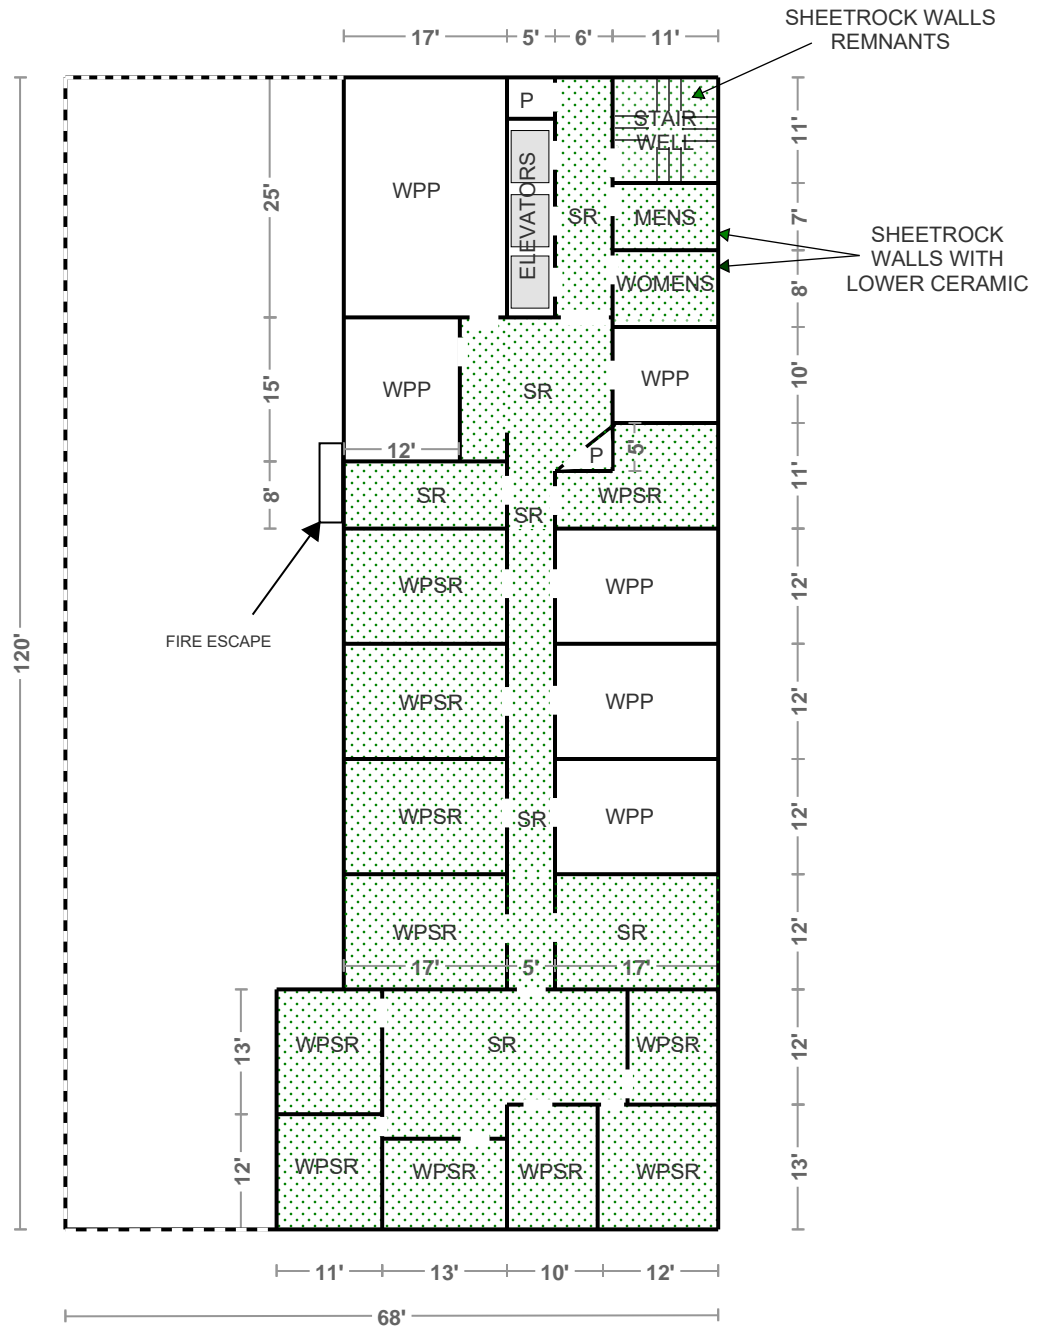 SHEETROCK WALLS
REMNANTS
17'
5'
6'
11'
P
STAIR
WELL
11'
ELEVATORS
WPP
25'
SR
MENS
7'
SHEETROCK
WALLS WITH
LOWER CERAMIC
WOMENS
8'
15'
WPP
SR
WPP
10'
12'
P
5'
8'
SR
SR
WPSR
11'
FIRE ESCAPE
WPSR
WPP
12'
120'
WPSR
WPP
12'
WPSR
SR
WPP
12'
WPSR
SR
12'
17'
5'
17'
13'
WPSR
SR
WPSR
12'
12'
WPSR
WPSR
WPSR
WPSR
13'
11'
13'
10'
12'
68'